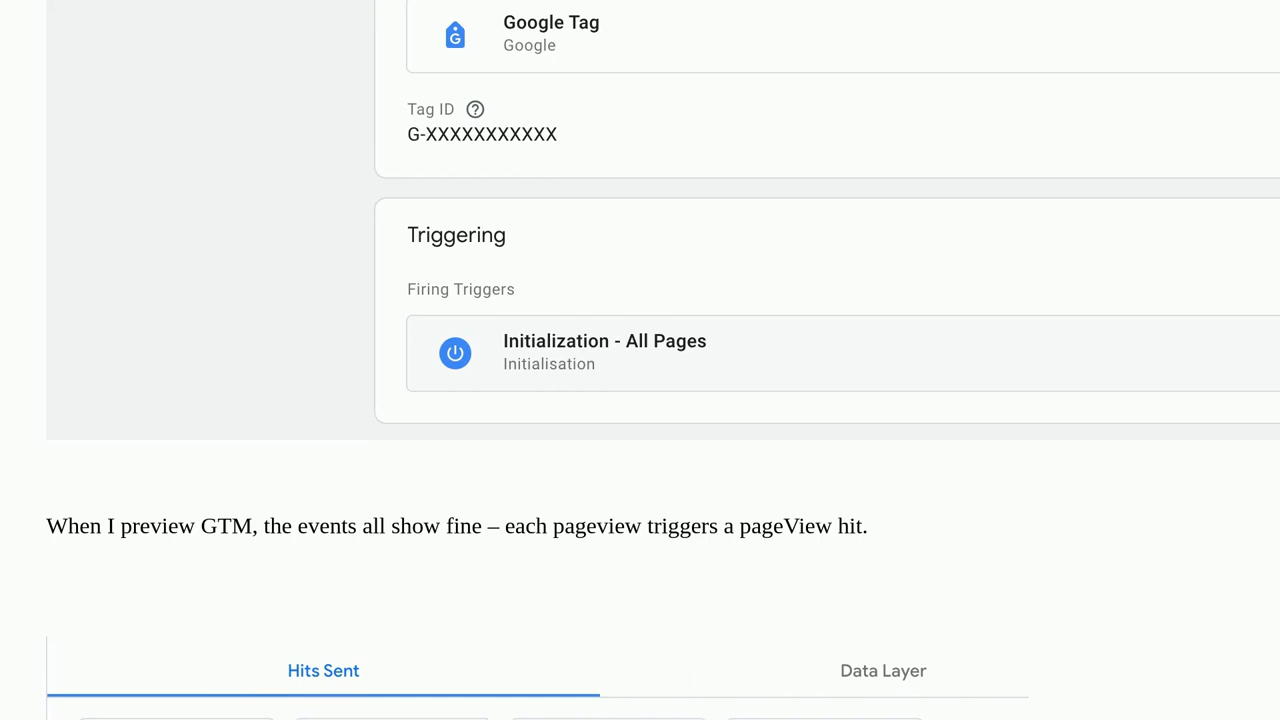 Google Tag
Google
Tag ID
G-XXXXXXXXXXX
Triggering
Firing Triggers
Initialization - All Pages
Initialisation
When I preview GTM, the events all show fine – each pageview triggers a pageView hit.
Hits Sent
Data Layer